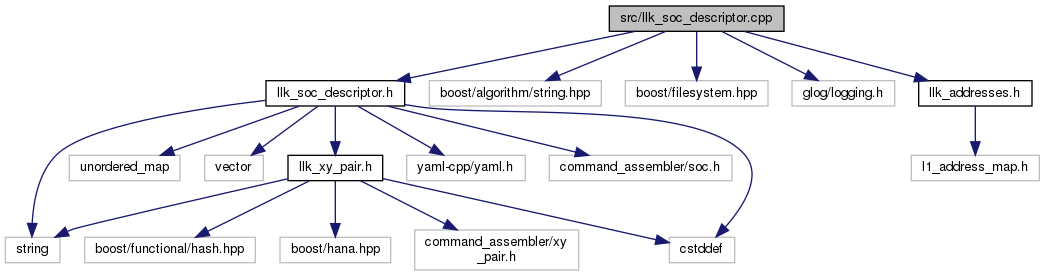 src/llk_soc_descriptor.cpp
llk_soc_descriptor.h
boost/algorithm/string.hpp
boost/filesystem.hpp
glog/logging.h
llk_addresses.h
unordered_map
vector
llk_xy_pair.h
yaml-cpp/yaml.h
command_assembler/soc.h
l1_address_map.h
string
boost/functional/hash.hpp
boost/hana.hpp
command_assembler/xy
_pair.h
cstddef